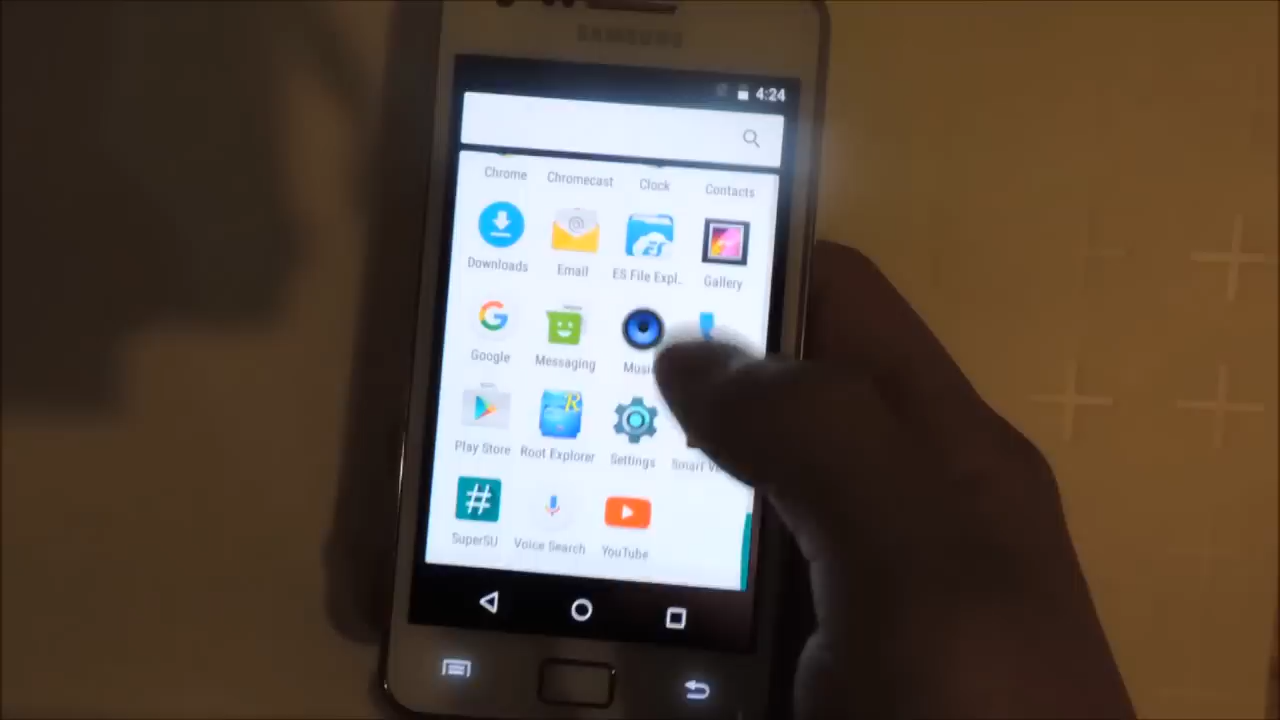 SAMSUNG
4:24
Chrome Chromecast Clock Contacts
Downloads Email ES File Expl.. Gallery
Google Messaging
Play Store Root Explorer Settings Smart
SuperSU Voice Search YouTube